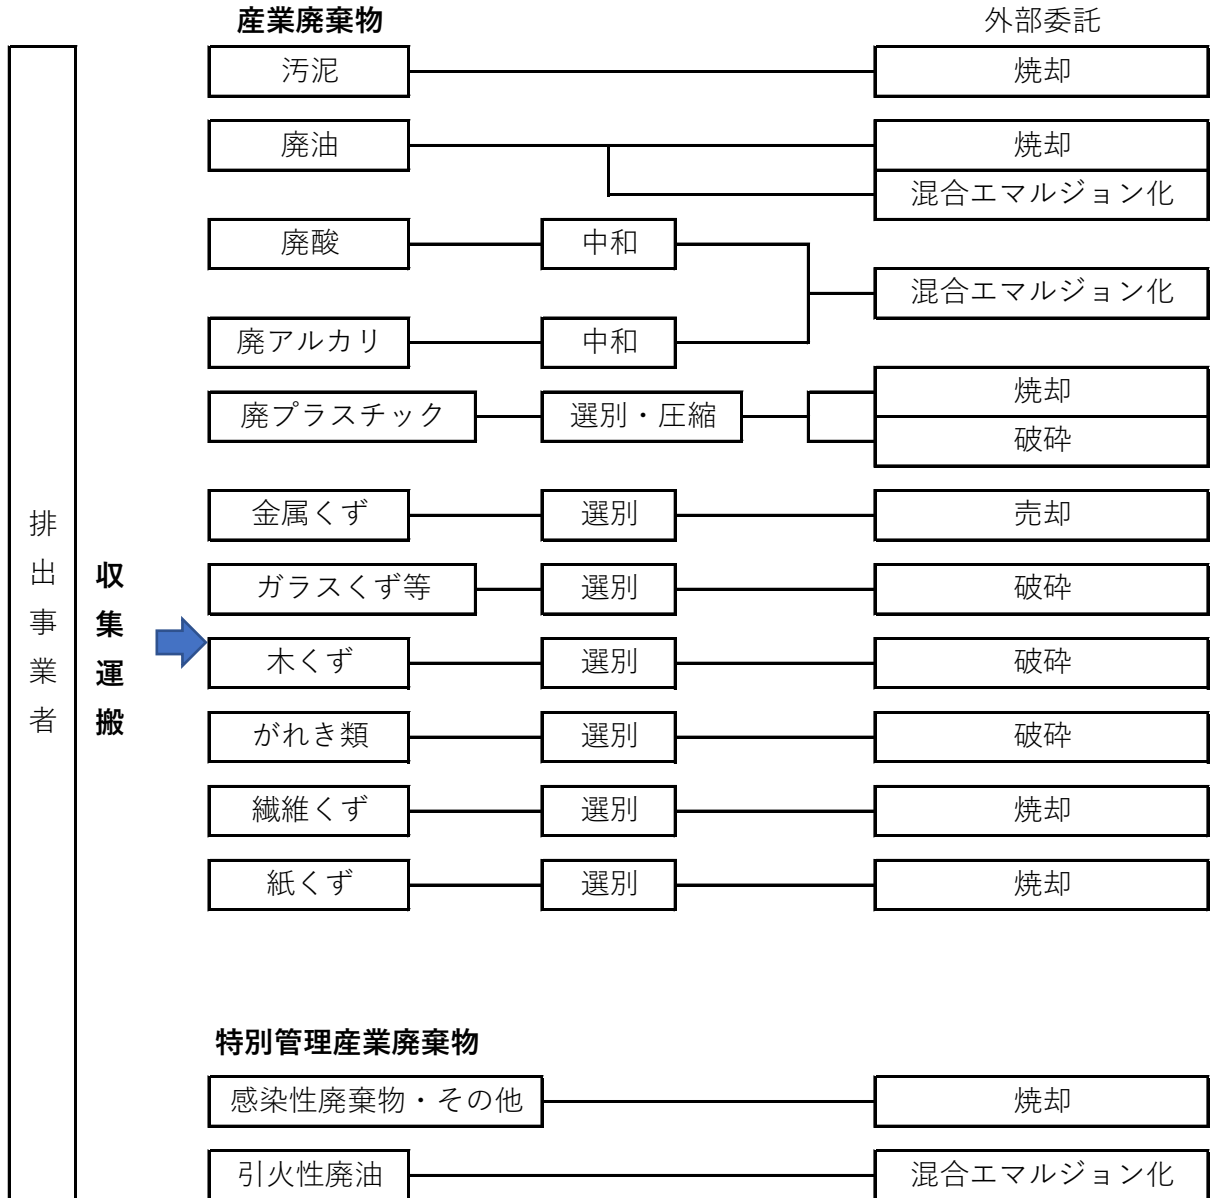 産業廃棄物 外部委託
汚泥 焼却
廃油 焼却
混合エマルジョン化
廃酸 中和
混合エマルジョン化
廃アルカリ 中和
廃プラスチック 選別・圧縮 焼却
破砕
金属くず 選別 売却
ガラスくず等 選別 破砕
木くず 選別 破砕
がれき類 選別 破砕
繊維くず 選別 焼却
紙くず 選別 焼却
排出事業者
収集運搬
特別管理産業廃棄物
感染性廃棄物・その他 焼却
引火性廃油 混合エマルジョン化